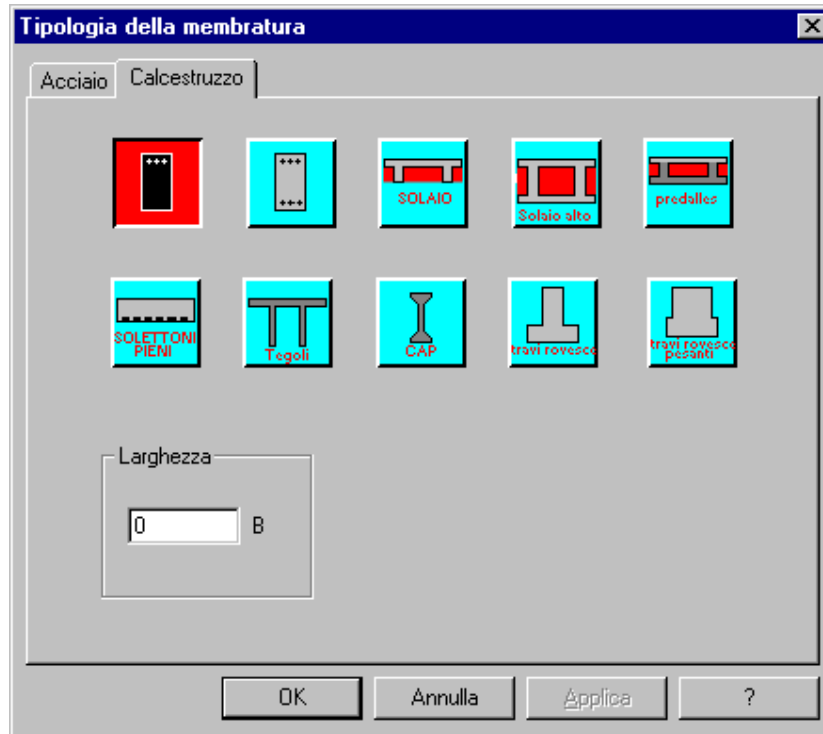 Tipologia della membratura
Acciaio
Calcestruzzo
+++
+++
+++
SOLAIO
Solaio alto
predalles
SOLETTONI
PIENI
Tegoli
CAP
travi rovesce
travi rovesce
pesanti
Larghezza
0
B
OK
Annulla
Applica
?